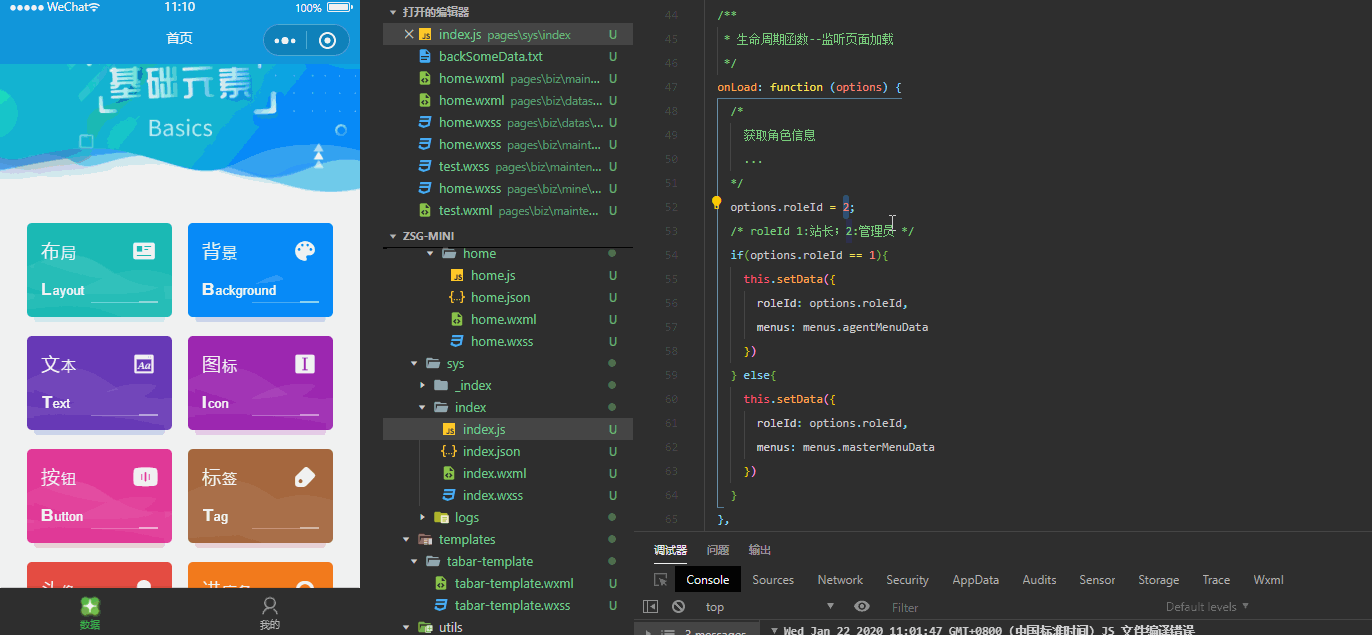 WeChat
11:10
100%
首页
基础元素
Basics
布局
Layout
背景
Background
文本
Text
图标
Icon
按钮
Button
标签
Tag
数据
我的
打开的编辑器
index.js pages\sys\index U
backSomeData.txt
home.wxml pages\biz\main... U
home.wxml pages\biz\datas... U
home.wxss pages\biz\datas\... U
home.wxss pages\biz\maint... U
test.wxss pages\biz\mainten... U
home.wxss pages\biz\mine\... U
test.wxml pages\biz\mainte... U
ZSG-MINI
home
home.js U
home.json U
home.wxml U
home.wxss U
sys
_index
index
index.js U
index.json U
index.wxml U
index.wxss U
logs
templates
tabar-template
tabar-template.wxml U
tabar-template.wxss U
utils
44 /**
45 * 生命周期函数--监听页面加载
46 */
47 onLoad: function (options) {
48 /*
49 获取角色信息
50 ...
51 */
52 options.roleId = 2;
53 /* roleId 1:站长; 2:管理员 */
54 if(options.roleId == 1){
55 this.setData({
56 roleId: options.roleId,
57 menus: menus.agentMenuData
58 })
59 } else{
60 this.setData({
61 roleId: options.roleId,
62 menus: menus.masterMenuData
63 })
64 }
65 },
调试器 问题 输出
Console Sources Network Security AppData Audits Sensor Storage Trace Wxml
top Filter Default levels
3 messages
Wed Jan 22 2020 11:01:47 GMT+0800 (中国标准时间) JS 文件编译错误